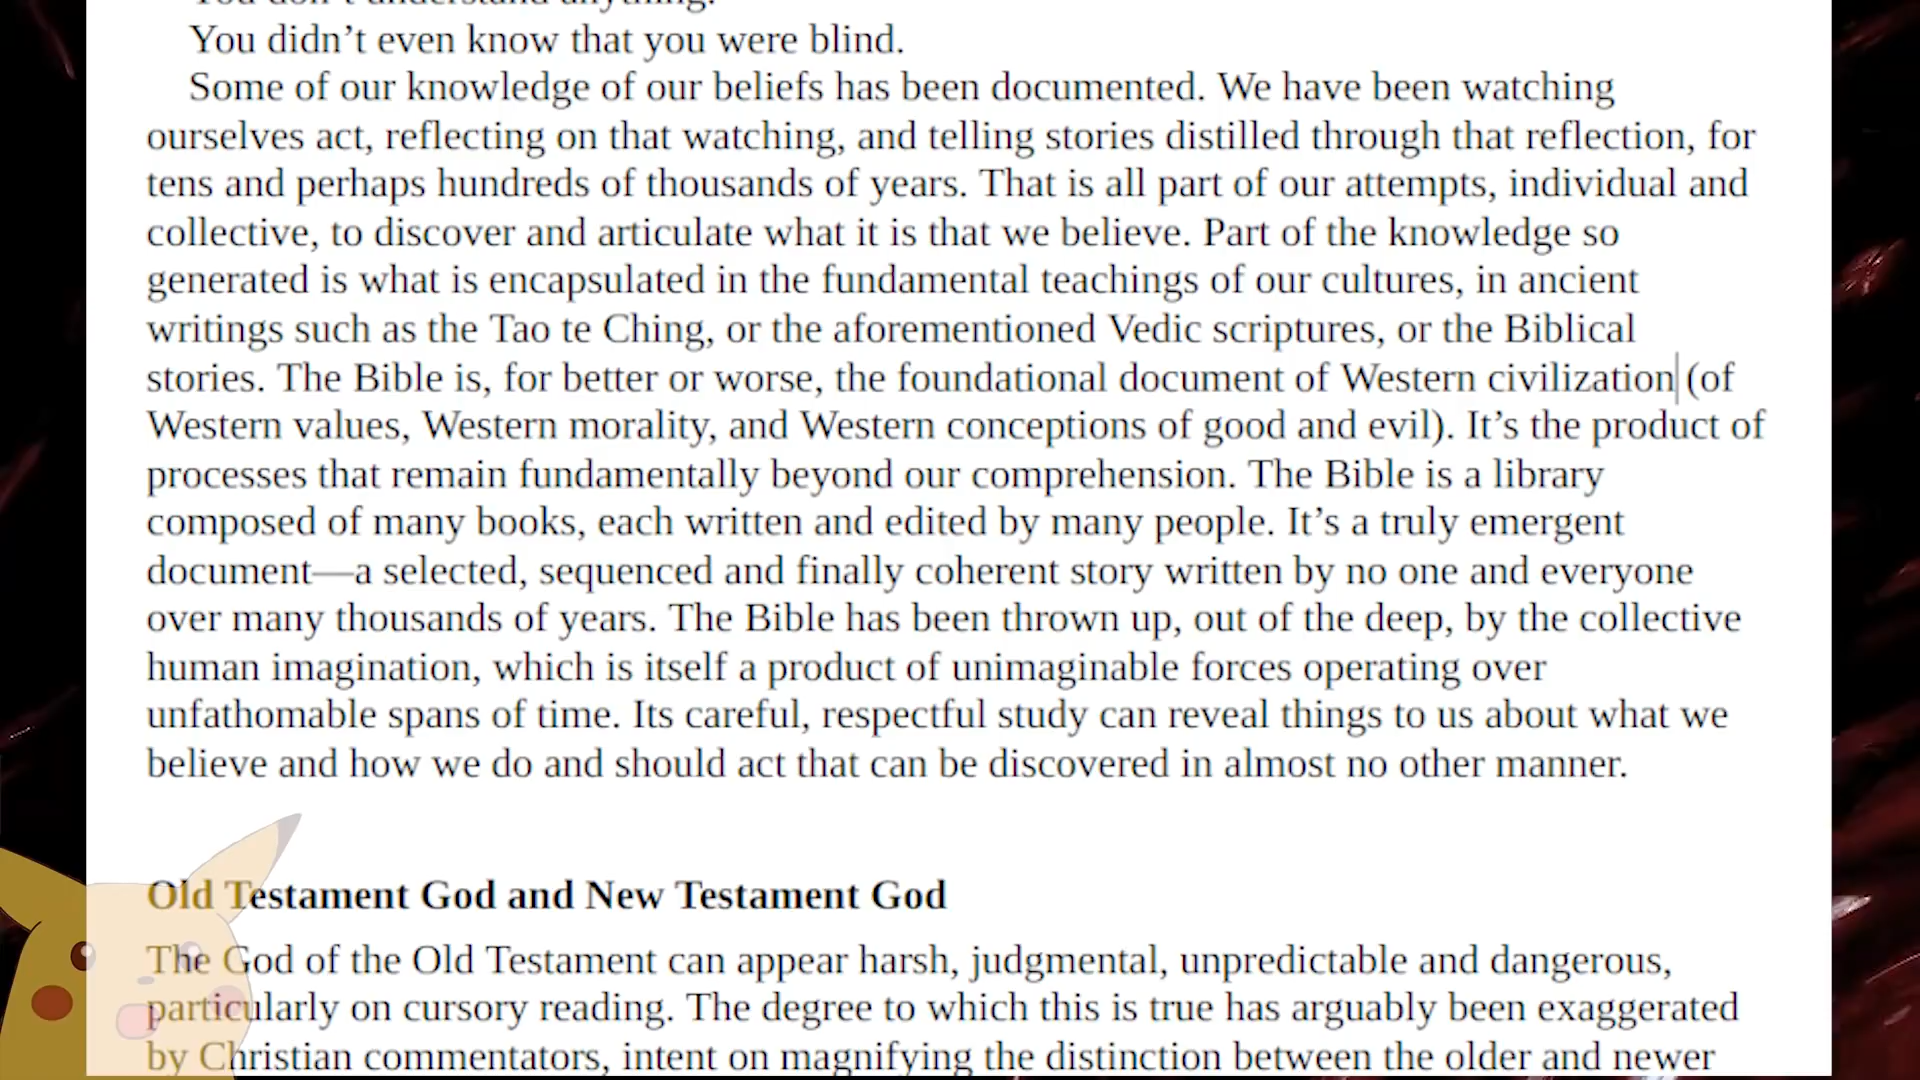 You don't understand anything.
You didn't even know that you were blind.
Some of our knowledge of our beliefs has been documented. We have been watching
ourselves act, reflecting on that watching, and telling stories distilled through that reflection, for
tens and perhaps hundreds of thousands of years. That is all part of our attempts, individual and
collective, to discover and articulate what it is that we believe. Part of the knowledge so
generated is what is encapsulated in the fundamental teachings of our cultures, in ancient
writings such as the Tao te Ching, or the aforementioned Vedic scriptures, or the Biblical
stories. The Bible is, for better or worse, the foundational document of Western civilization (of
Western values, Western morality, and Western conceptions of good and evil). It's the product of
processes that remain fundamentally beyond our comprehension. The Bible is a library
composed of many books, each written and edited by many people. It's a truly emergent
document—a selected, sequenced and finally coherent story written by no one and everyone
over many thousands of years. The Bible has been thrown up, out of the deep, by the collective
human imagination, which is itself a product of unimaginable forces operating over
unfathomable spans of time. Its careful, respectful study can reveal things to us about what we
believe and how we do and should act that can be discovered in almost no other manner.
Old Testament God and New Testament God
The God of the Old Testament can appear harsh, judgmental, unpredictable and dangerous,
particularly on cursory reading. The degree to which this is true has arguably been exaggerated
by Christian commentators, intent on magnifying the distinction between the older and newer